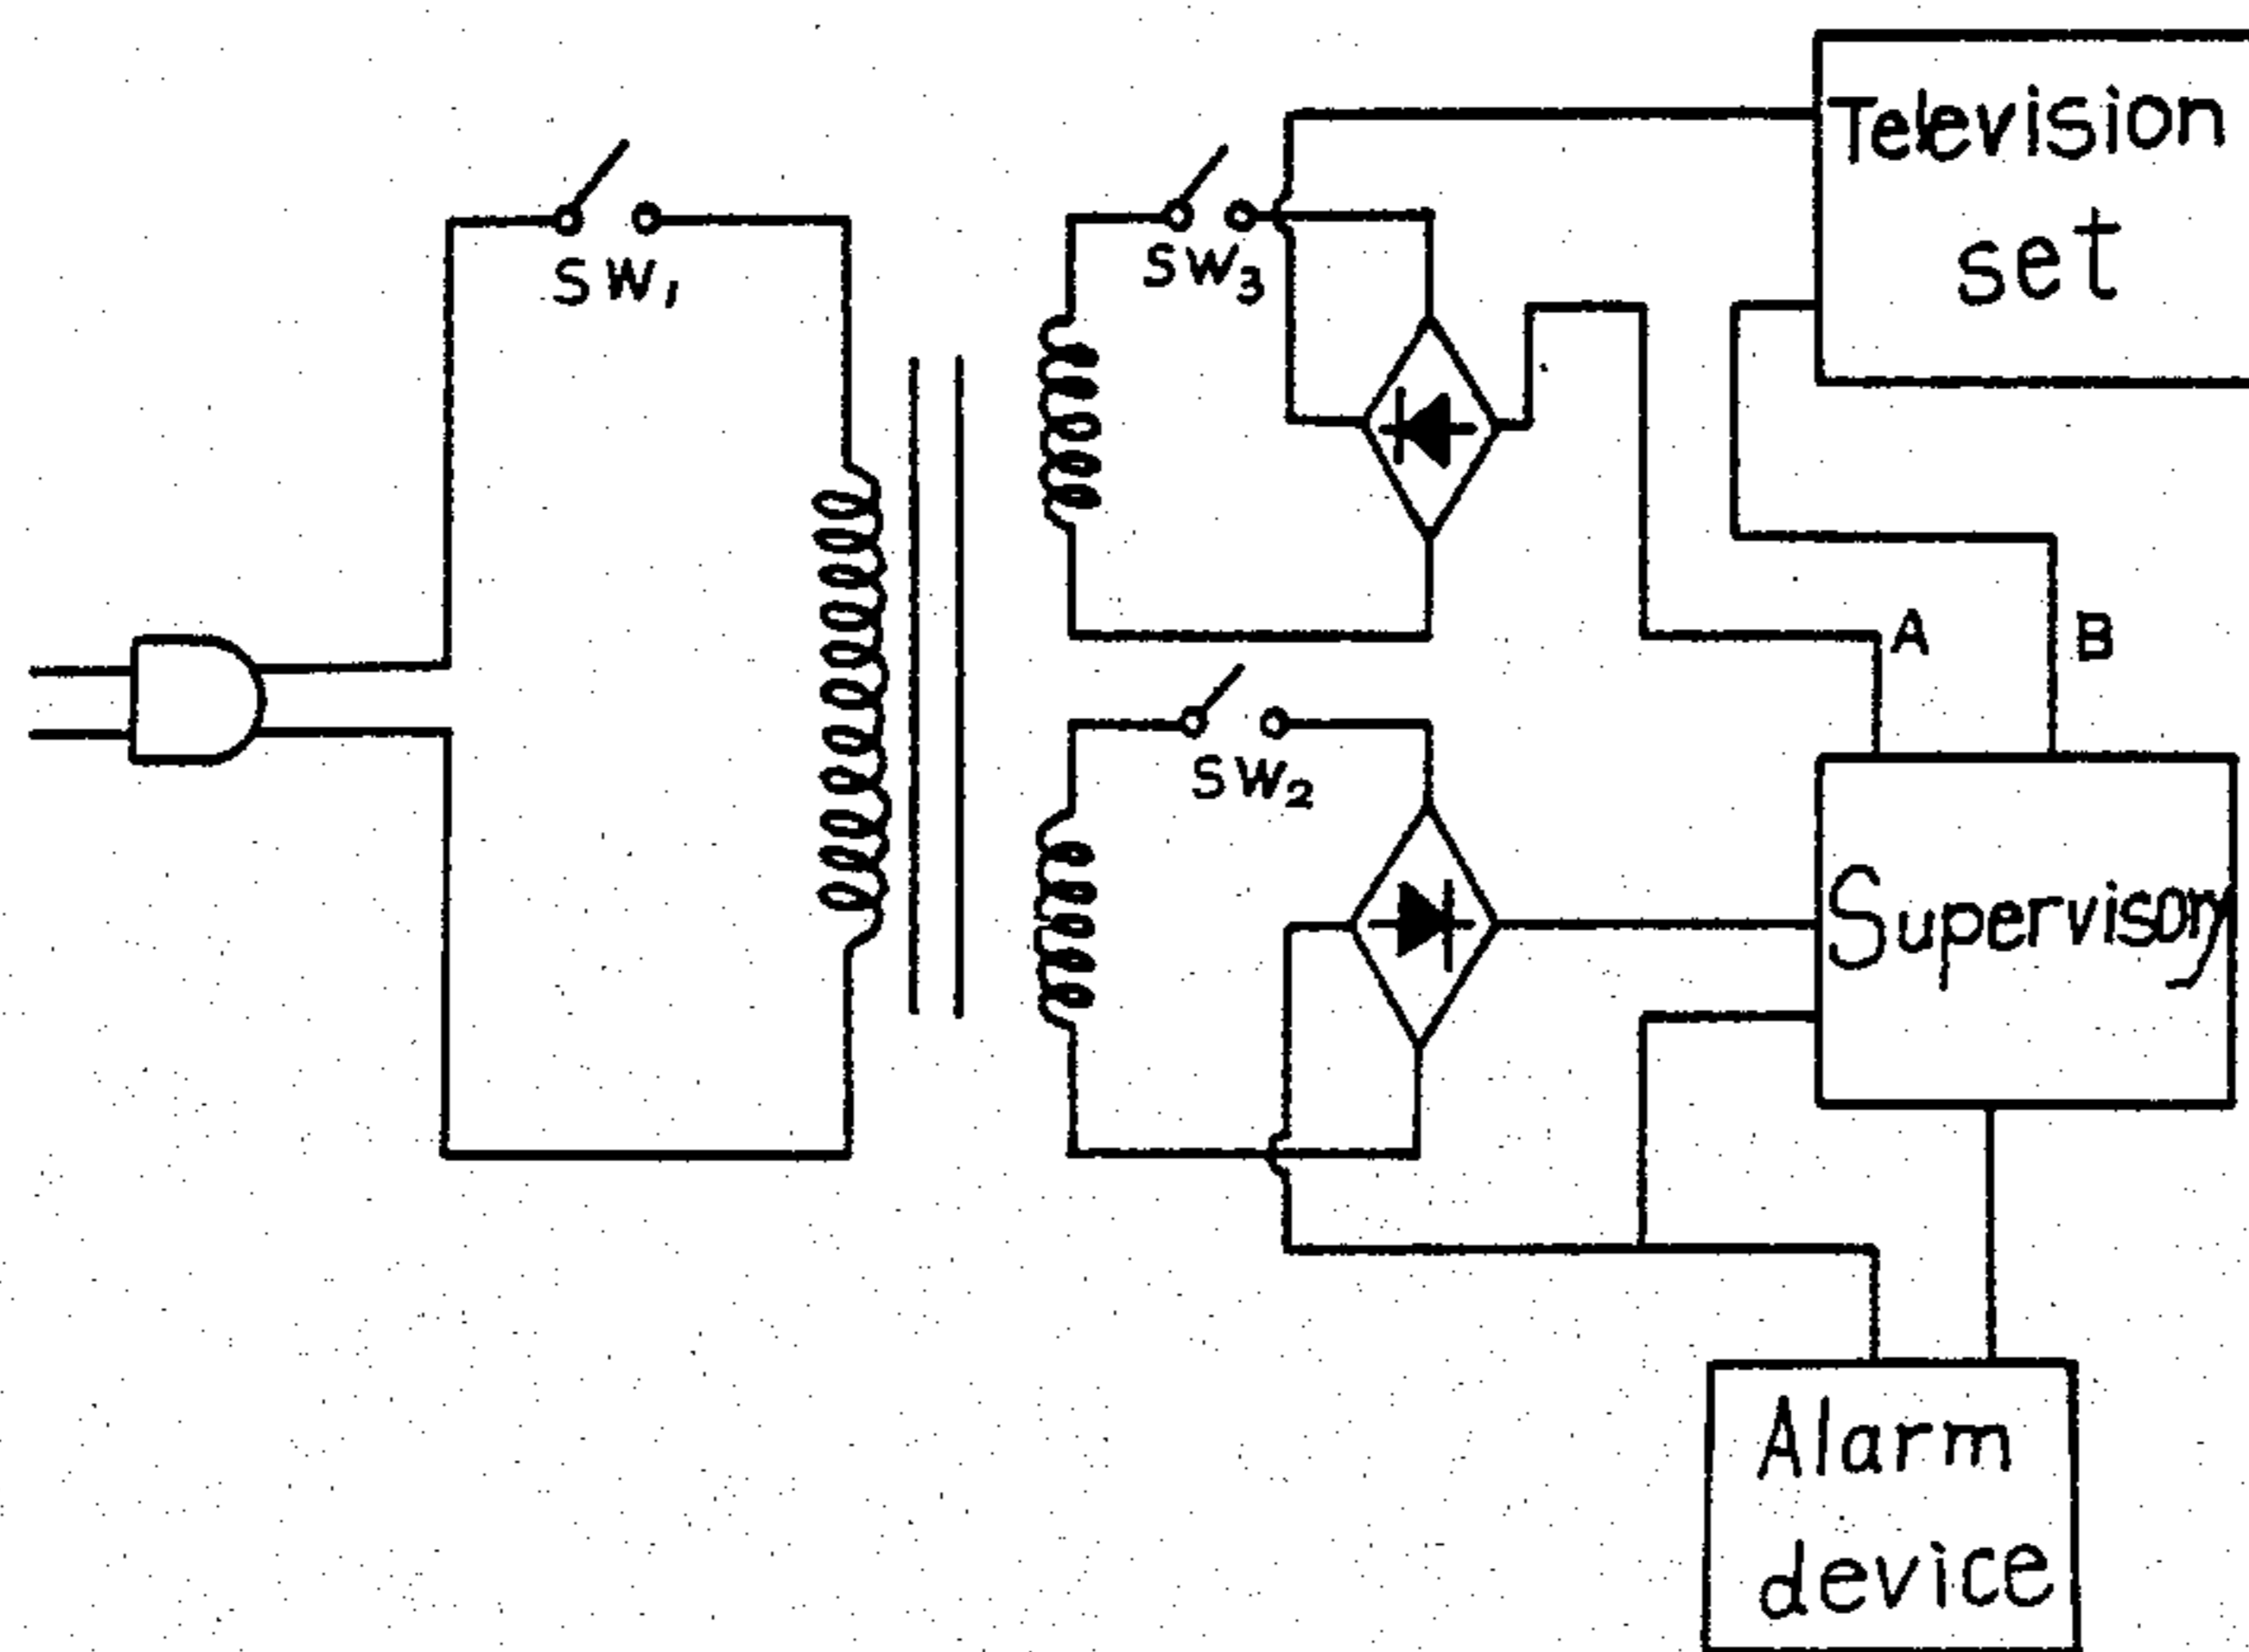 Television
set
SW₁
SW₃
A
B
SW₂
Supervisory
Alarm
device